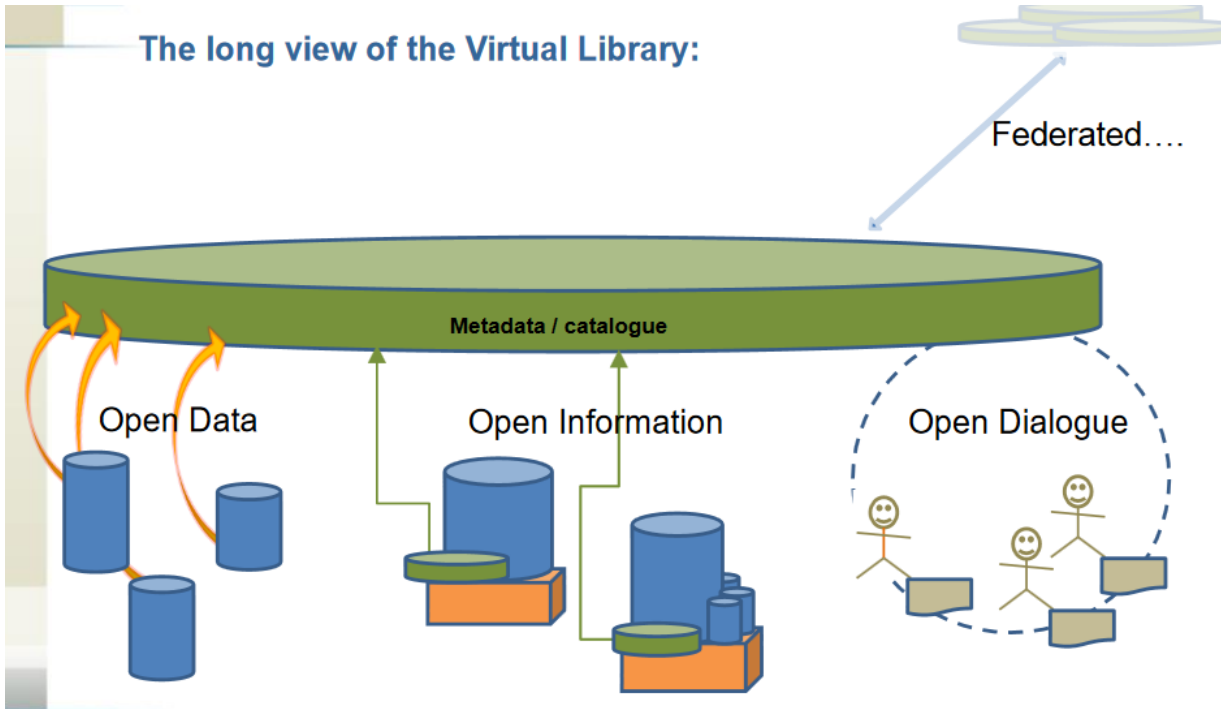 The long view of the Virtual Library:
Federated….
Metadata / catalogue
Open Data
Open Information
Open Dialogue